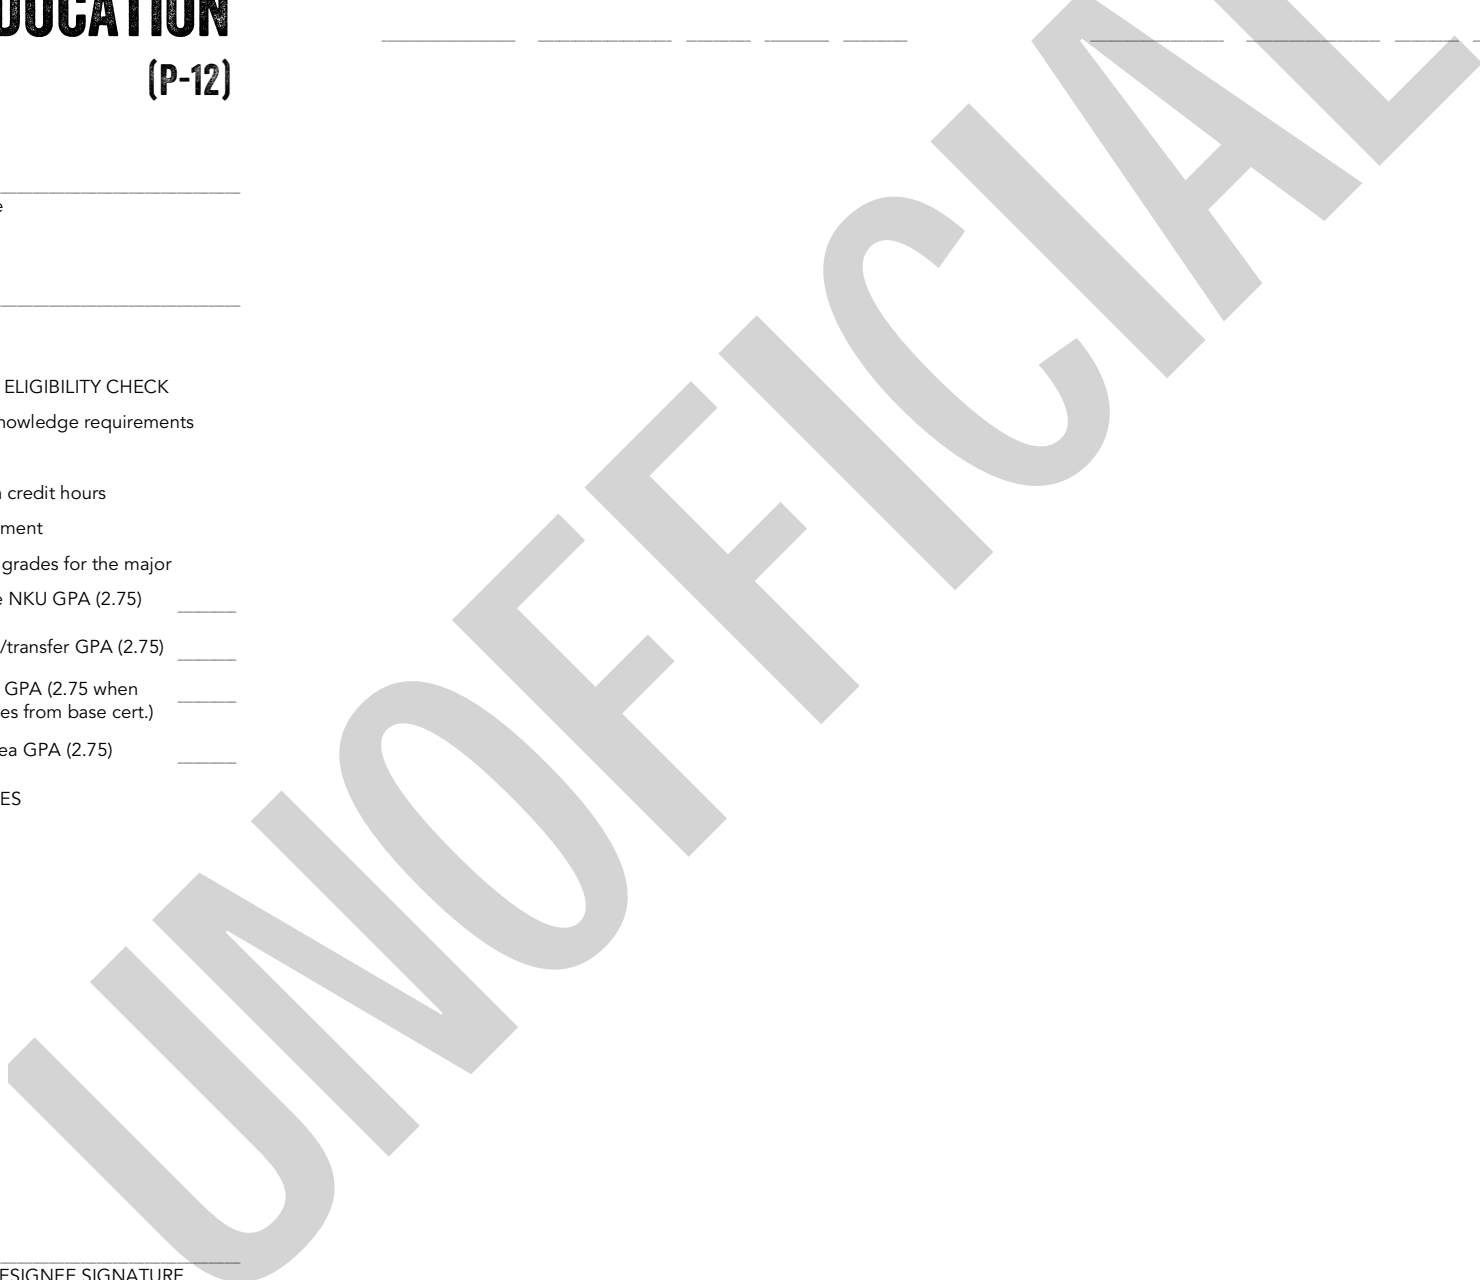 DUCATION
(P-12)
e
ELIGIBILITY CHECK
nowledge requirements
credit hours
ment
grades for the major
e NKU GPA (2.75)
/transfer GPA (2.75)
GPA (2.75 when
es from base cert.)
ea GPA (2.75)
ES
ESIGNEE SIGNATURE
UNOFFICIAL